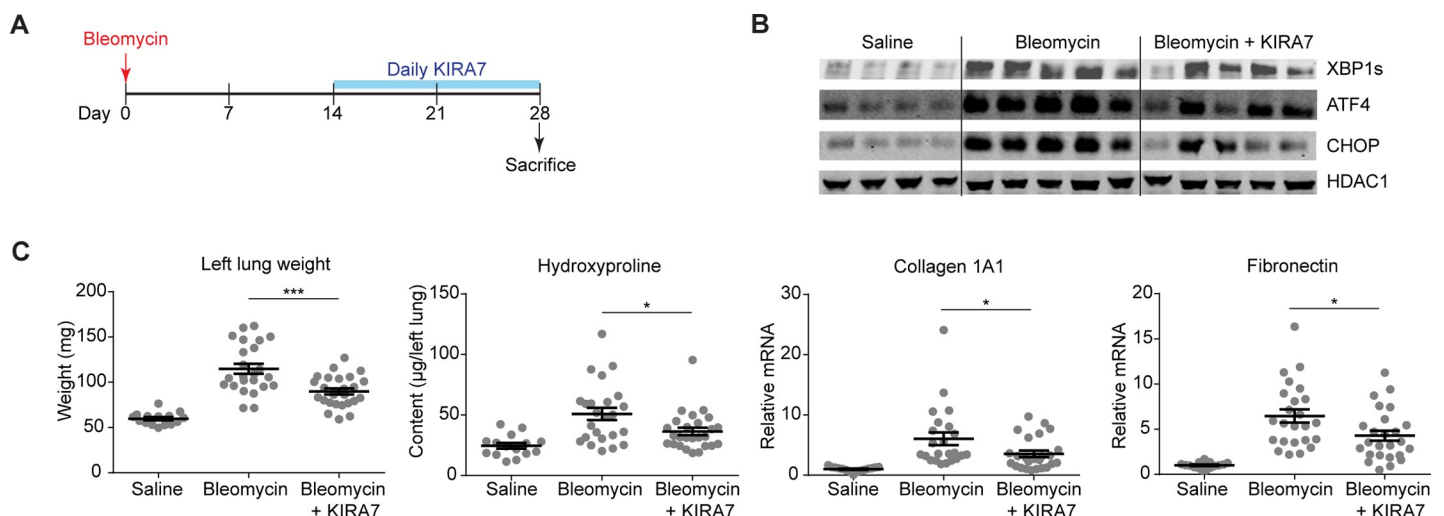 A
Bleomycin
Daily KIRA7
Day 0 7 14 21 28
Sacrifice
B
Saline Bleomycin Bleomycin + KIRA7
XBP1s
ATF4
CHOP
HDAC1
C
Left lung weight
Weight (mg)
200
150
100
50
0
***
Saline Bleomycin Bleomycin
+ KIRA7
Hydroxyproline
Content (µg/left lung)
150
100
50
0
*
Saline Bleomycin Bleomycin
+ KIRA7
Collagen 1A1
Relative mRNA
30
20
10
0
*
Saline Bleomycin Bleomycin
+ KIRA7
Fibronectin
Relative mRNA
20
15
10
5
0
*
Saline Bleomycin Bleomycin
+ KIRA7